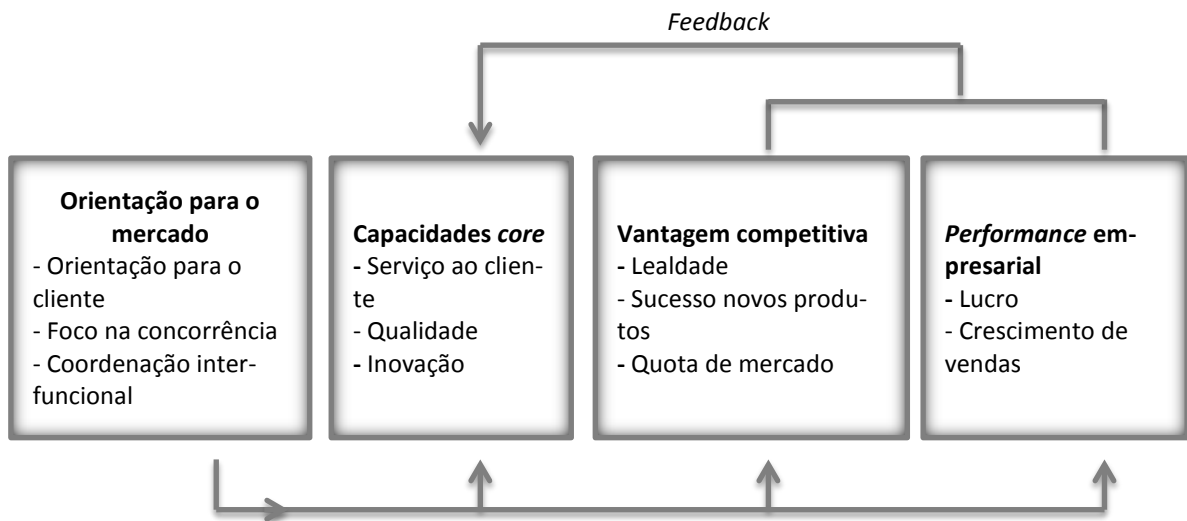 Feedback
Orientação para o
mercado
- Orientação para o
cliente
- Foco na concorrência
- Coordenação inter-
funcional
Capacidades core
- Serviço ao clien-
te
- Qualidade
- Inovação
Vantagem competitiva
- Lealdade
- Sucesso novos produ-
tos
- Quota de mercado
Performance em-
presarial
- Lucro
- Crescimento de
vendas